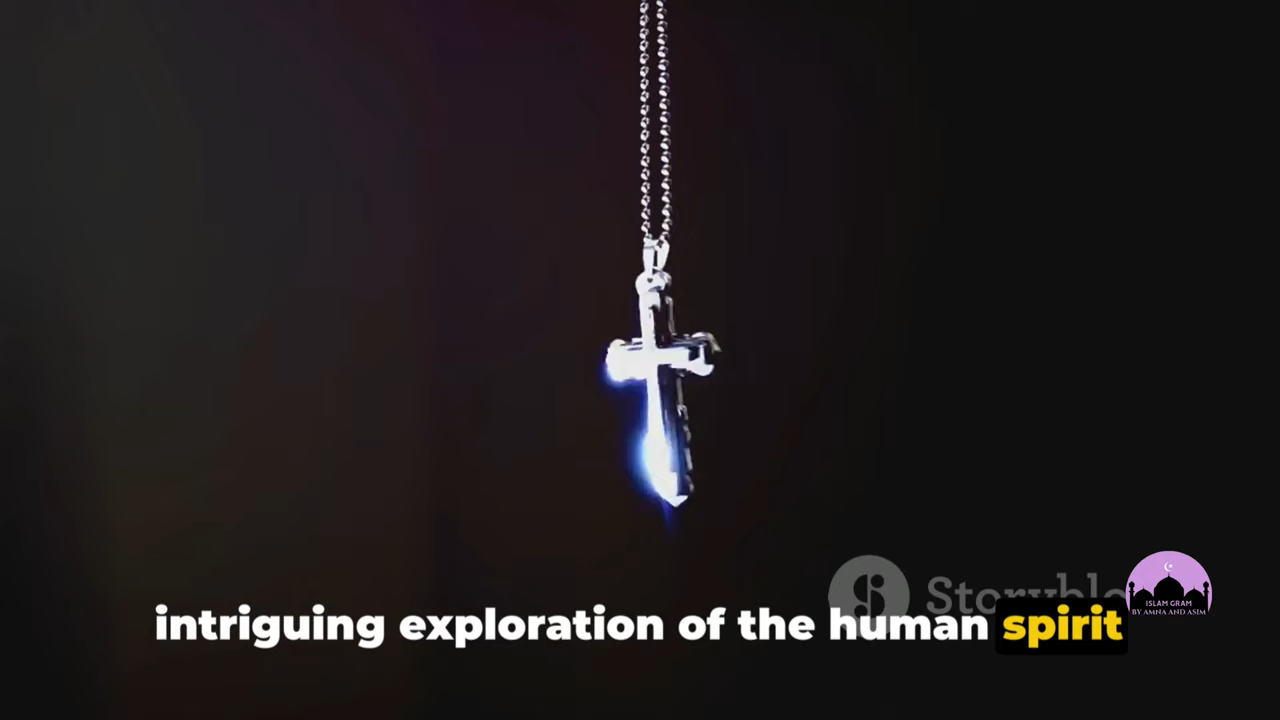 intriguing exploration of the human spirit
ISLAM GRAM
BY AMNA AND ASIM